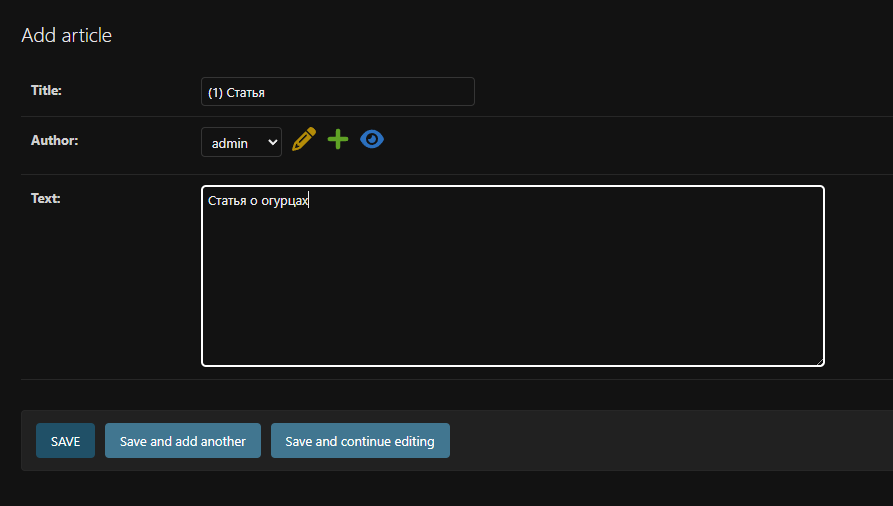 Add article
Title:
(1) Статья
Author:
admin
Text:
Статья о огурцах
SAVE
Save and add another
Save and continue editing